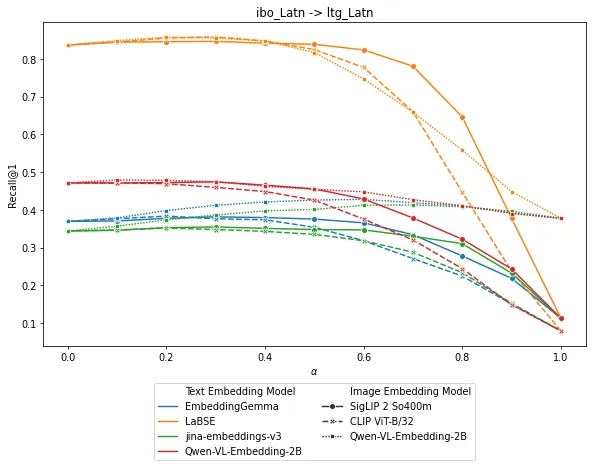 ibo_Latn -> ltg_Latn
Recall@1
0.8
0.7
0.6
0.5
0.4
0.3
0.2
0.1
0.0 0.2 0.4 0.6 0.8 1.0
α
Text Embedding Model Image Embedding Model
EmbeddingGemma SigLIP 2 So400m
LaBSE CLIP ViT-B/32
jina-embeddings-v3 Qwen-VL-Embedding-2B
Qwen-VL-Embedding-2B